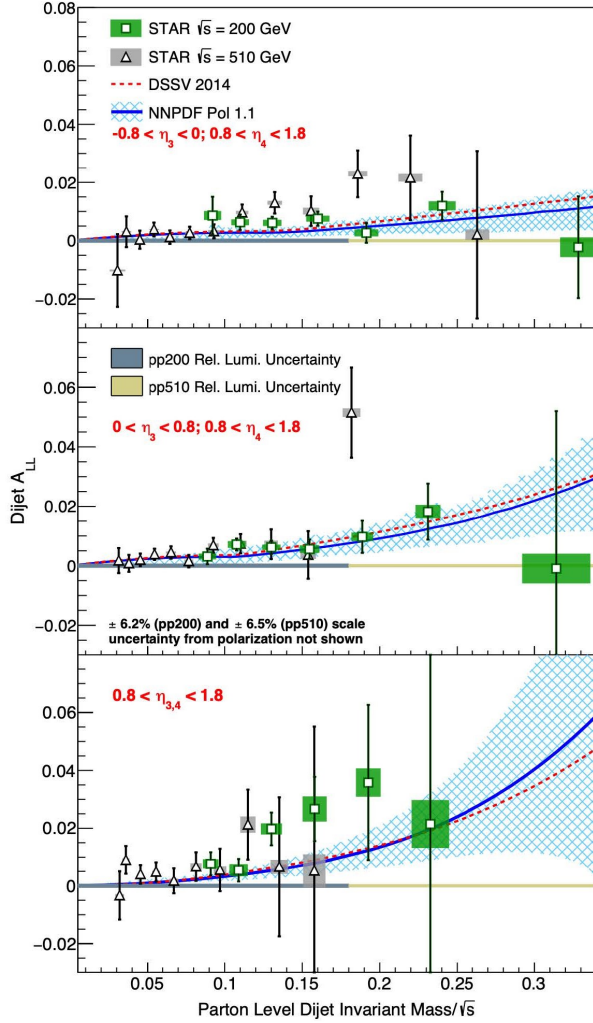 0.08
STAR √s = 200 GeV
STAR √s = 510 GeV
0.06
DSSV 2014
NNPDF Pol 1.1
-0.8 < η₃ < 0; 0.8 < η₄ < 1.8
0.04
0.02
0
−0.02
pp200 Rel. Lumi. Uncertainty
pp510 Rel. Lumi. Uncertainty
0.06
0 < η₃ < 0.8; 0.8 < η₄ < 1.8
0.04
Dijet A_LL
0.02
0
−0.02
± 6.2% (pp200) and ± 6.5% (pp510) scale
uncertainty from polarization not shown
0.8 < η₃,₄ < 1.8
0.06
0.04
0.02
0
−0.02
0.05 0.1 0.15 0.2 0.25 0.3
Parton Level Dijet Invariant Mass/√s